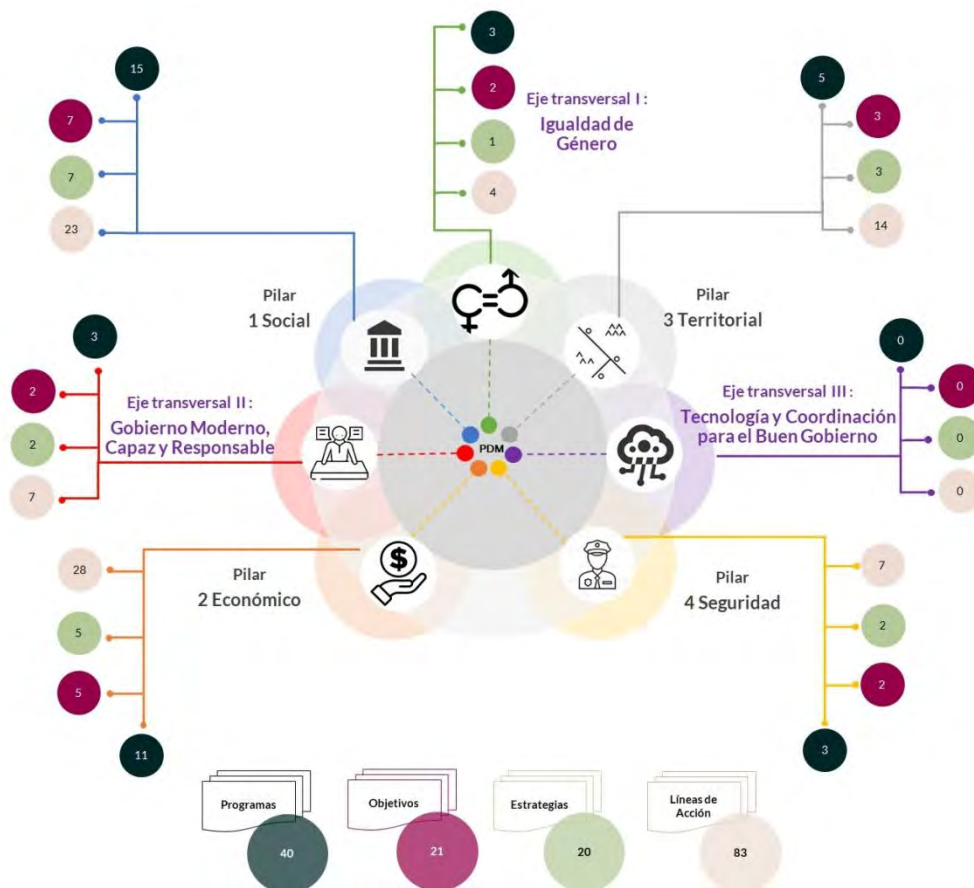 3
15
5
7
2
Eje transversal I :
Igualdad de
Género
3
7
1
3
23
4
14
Pilar
1 Social
Pilar
3 Territorial
3
0
2
Eje transversal II :
Gobierno Moderno,
Capaz y Responsable
Eje transversal III :
Tecnología y Coordinación
para el Buen Gobierno
0
2
PDM
0
7
0
28
$
Pilar
2 Económico
Pilar
4 Seguridad
7
5
2
5
2
11
3
Programas
Objetivos
Estrategias
Líneas de
Acción
40
21
20
83